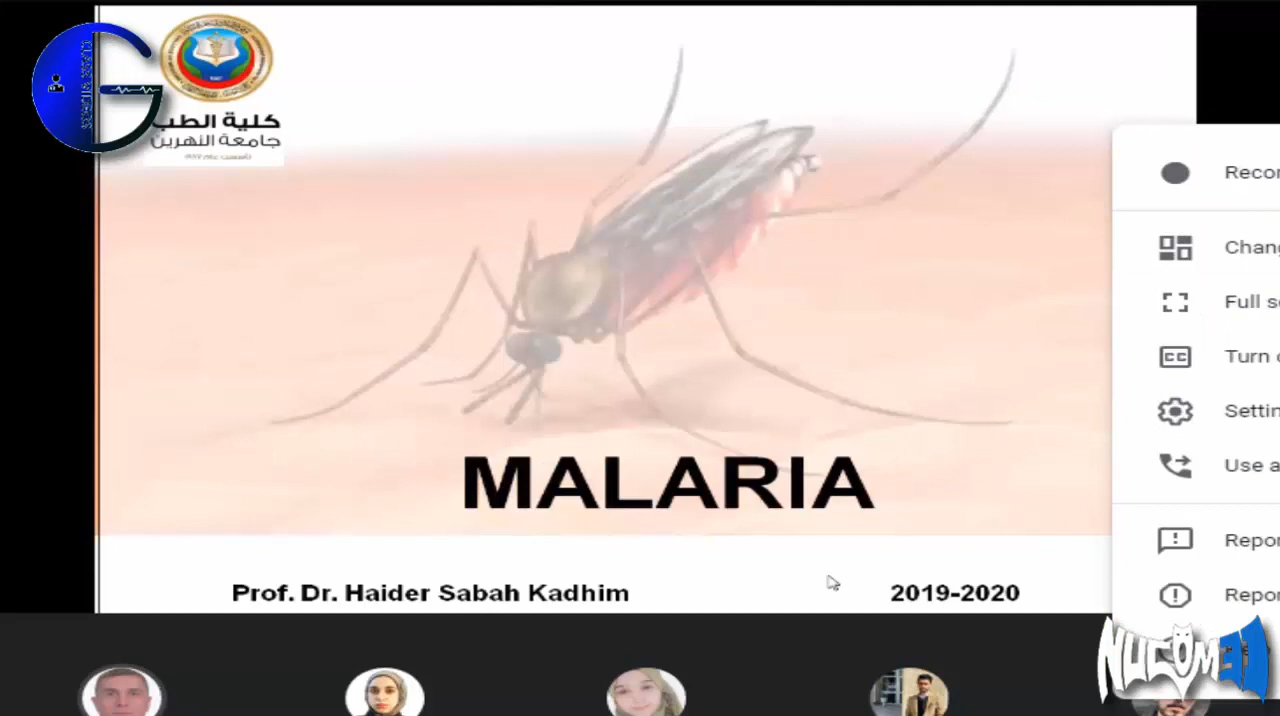 كلية الطب
جامعة النهرين
Recor
Chang
Full s
Turn
Settin
Use a
MALARIA
Repor
Prof. Dr. Haider Sabah Kadhim
2019-2020
Repor
NUCOM31